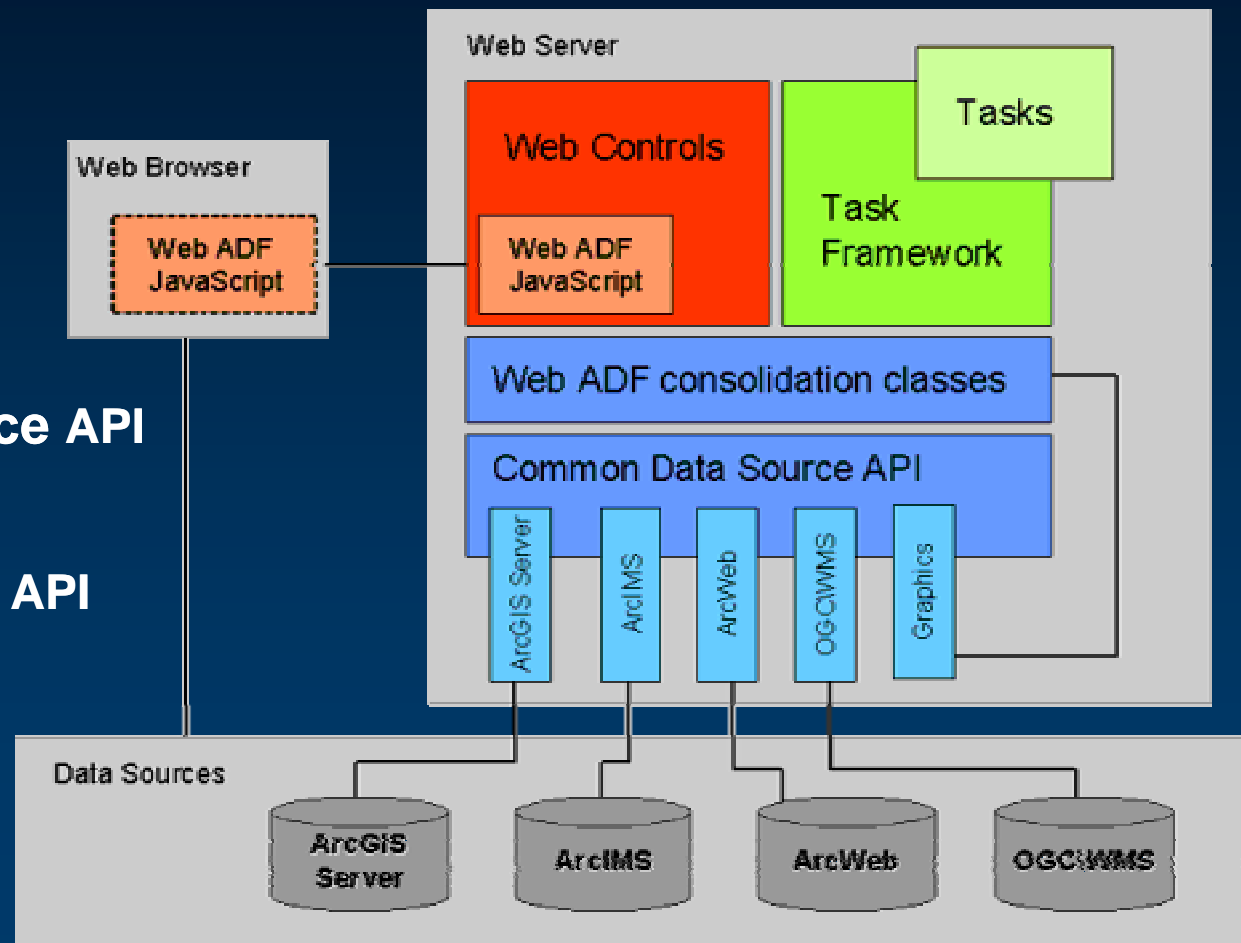 Web Server
Tasks
Web Controls
Web Browser
Task
Framework
Web ADF
JavaScript
Web ADF
JavaScript
Web ADF consolidation classes
ce API
Common Data Source API
ArcGIS Server
ArcIMS
ArcWeb
OGC\WMS
Graphics
API
Data Sources
ArcGIS
Server
ArcIMS
ArcWeb
OGC\WMS